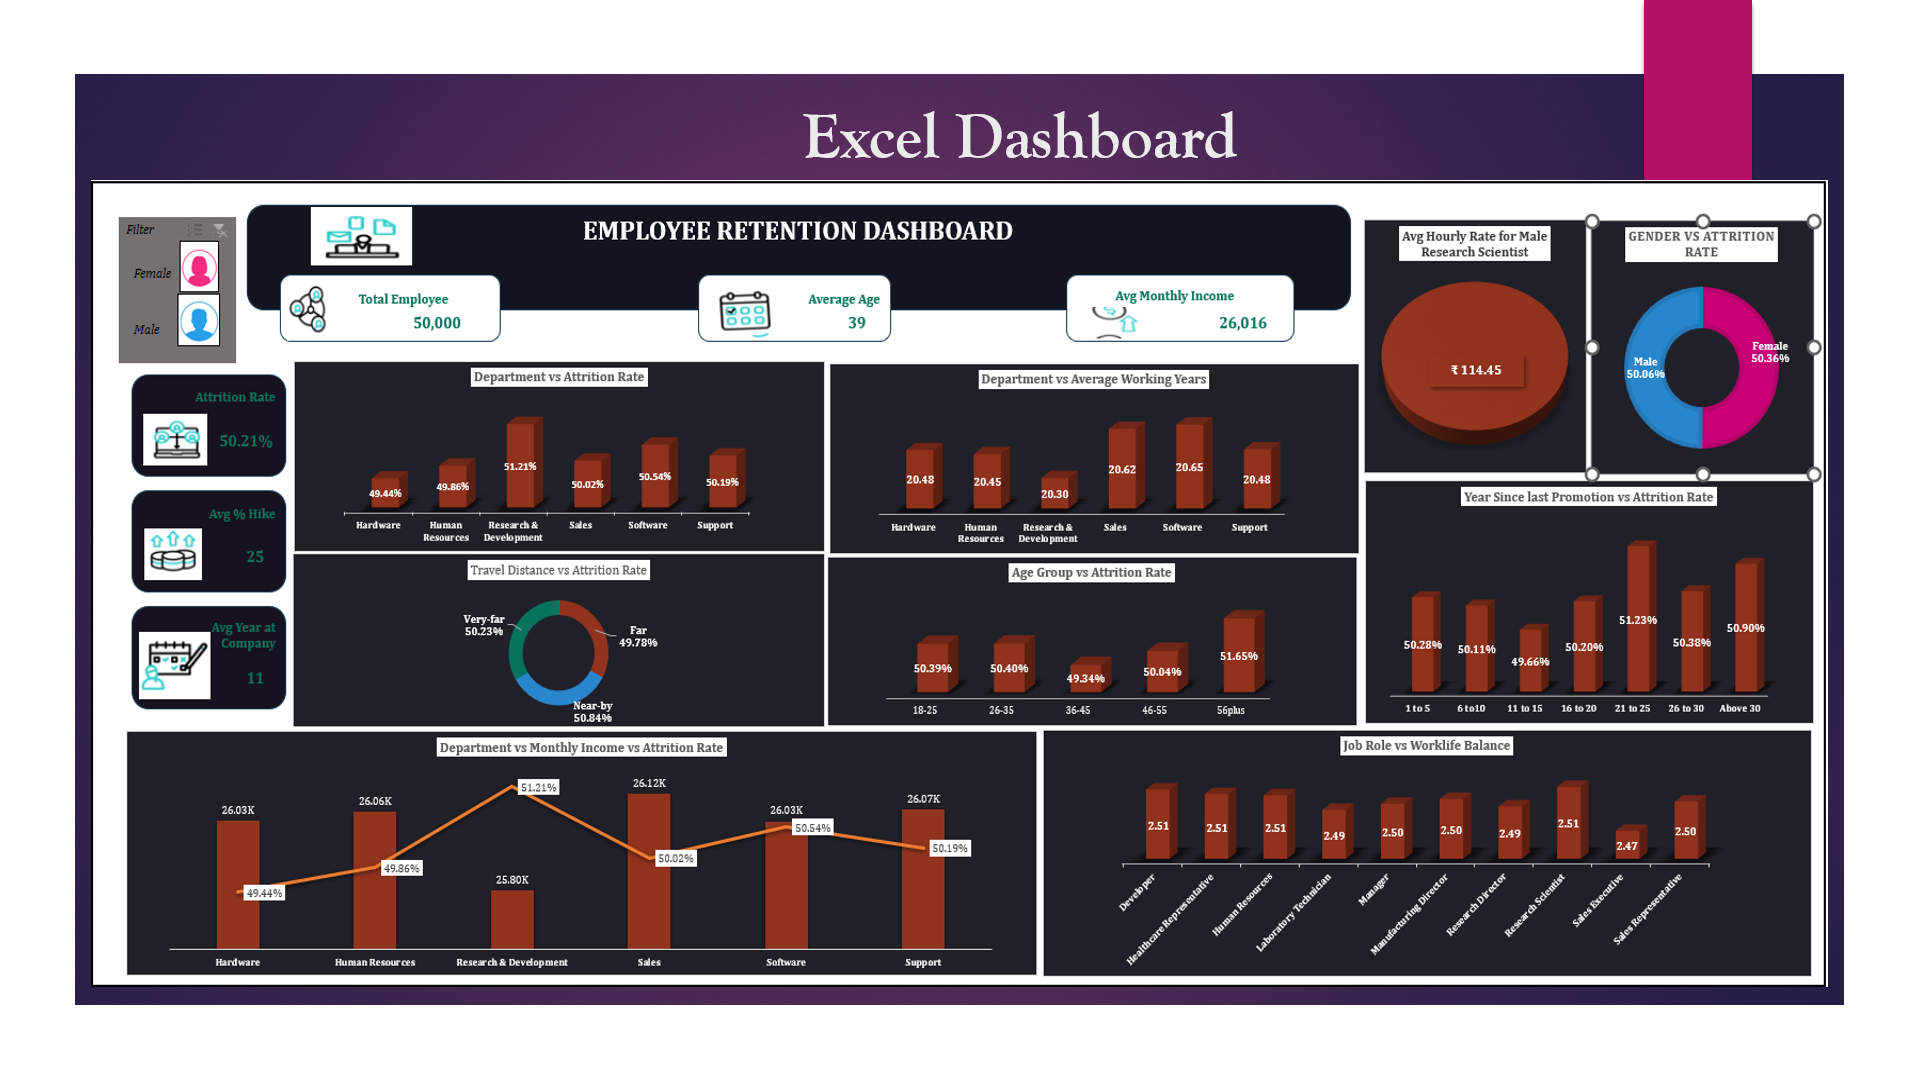 Excel Dashboard
Filter
Female
Male
EMPLOYEE RETENTION DASHBOARD
Total Employee
50,000
Average Age
39
Avg Monthly Income
26,016
Avg Hourly Rate for Male
Research Scientist
₹ 114.45
GENDER VS ATTRITION
RATE
Male
50.06%
Female
50.36%
Attrition Rate
50.21%
Avg % Hike
25
Avg Year at
Company
11
Department vs Attrition Rate
49.44%
49.86%
51.21%
50.02%
50.54%
50.19%
Hardware
Human
Resources
Research &
Development
Sales
Software
Support
Department vs Average Working Years
20.48
20.45
20.30
20.62
20.65
20.48
Hardware
Human
Resources
Research &
Development
Sales
Software
Support
Travel Distance vs Attrition Rate
Very-far
50.23%
Far
49.78%
Near-by
50.84%
Age Group vs Attrition Rate
50.39%
50.40%
49.34%
50.04%
51.65%
18-25
26-35
36-45
46-55
56plus
Year Since last Promotion vs Attrition Rate
50.28%
50.11%
49.66%
50.20%
51.23%
50.38%
50.90%
1 to 5
6 to10
11 to 15
16 to 20
21 to 25
26 to 30
Above 30
Department vs Monthly Income vs Attrition Rate
26.03K
26.06K
25.80K
26.12K
26.03K
26.07K
49.44%
49.86%
51.21%
50.02%
50.54%
50.19%
Hardware
Human Resources
Research & Development
Sales
Software
Support
Job Role vs Worklife Balance
2.51
2.51
2.51
2.49
2.50
2.50
2.49
2.51
2.47
2.50
Developer
Healthcare Representative
Human Resources
Laboratory Technician
Manager
Manufacturing Director
Research Director
Research Scientist
Sales Executive
Sales Representative